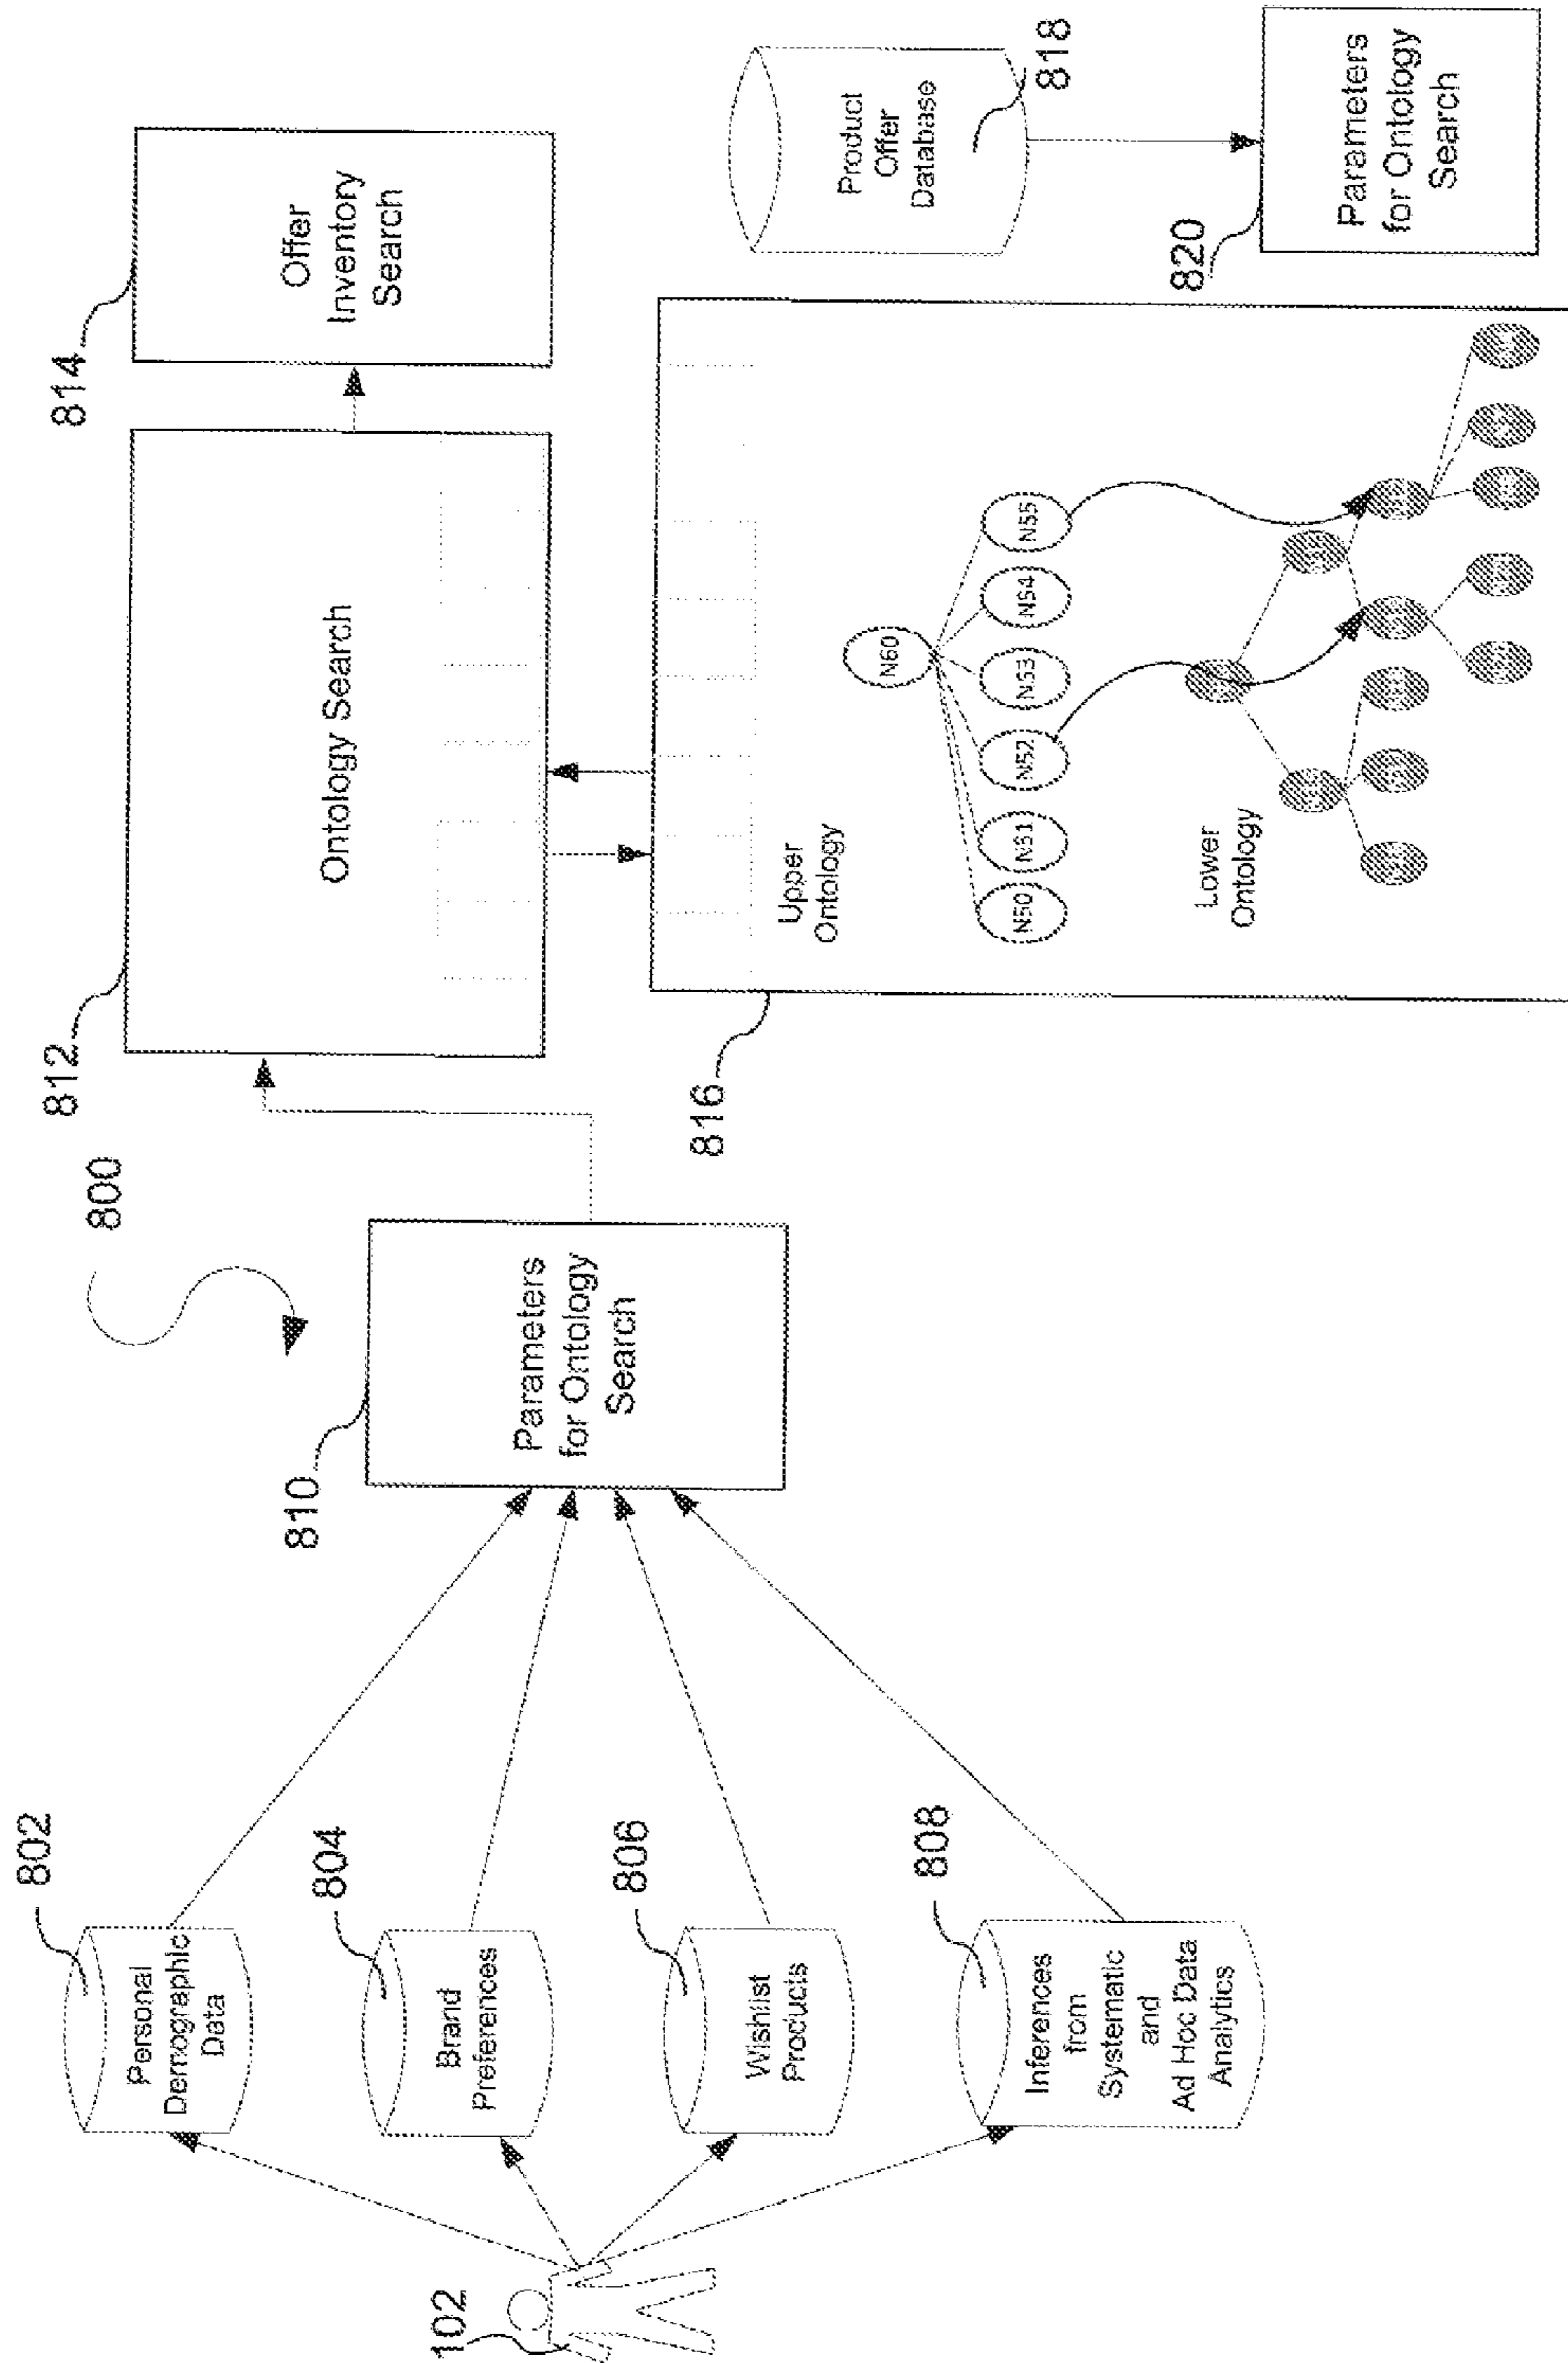 800
102
802
Personal
Demographic
Data
804
Brand
Preferences
806
Wishlist
Products
808
Inferences
from
Systematic
and
Ad Hoc Data
Analytics
810
Parameters
for Ontology
Search
812
Ontology Search
814
Offer
Inventory
Search
816
Upper
Ontology
N60
N50
N51
N52
N53
N54
N55
Lower
Ontology
Product
Offer
Database
818
820
Parameters
for Ontology
Search